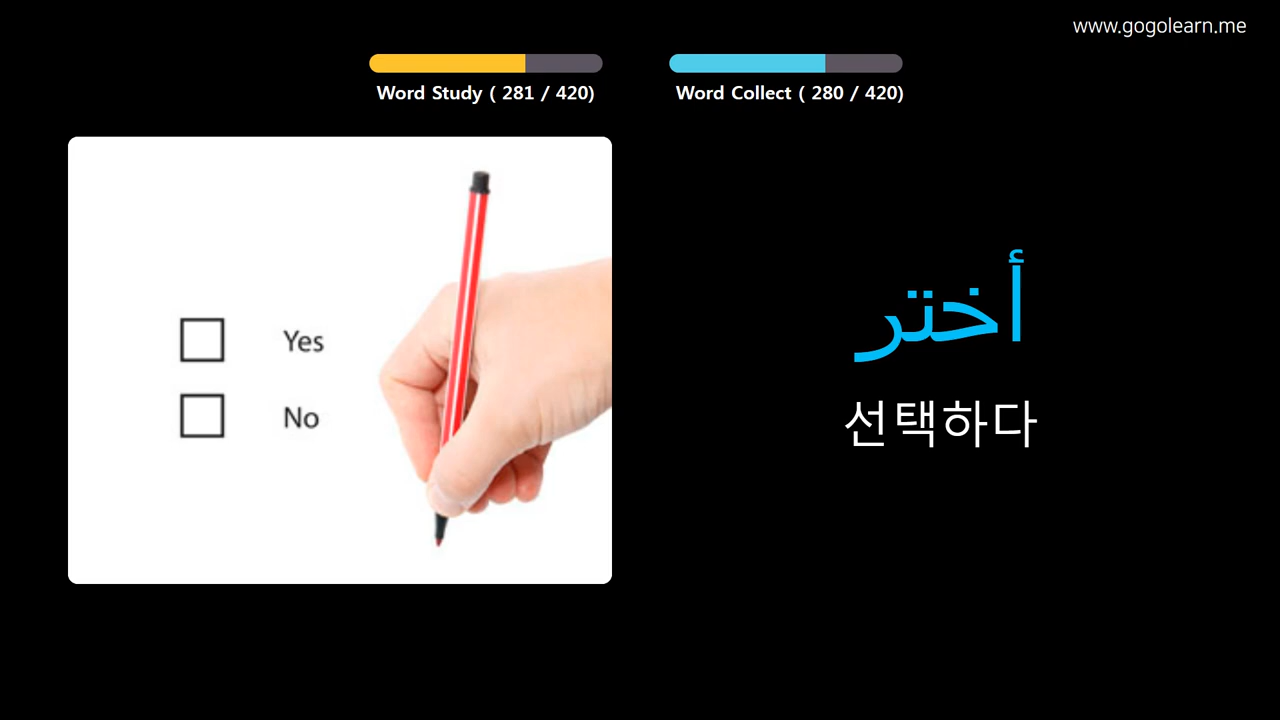 www.gogolearn.me
Word Study ( 281 / 420)
Word Collect ( 280 / 420)
Yes
No
أختر
선택하다